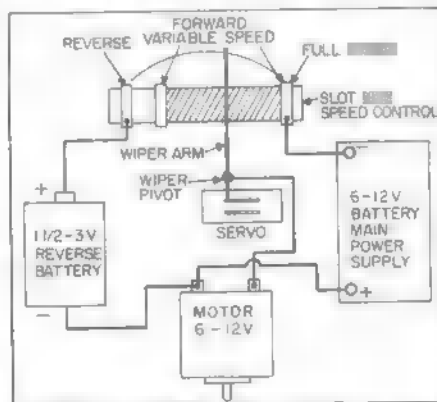 FORWARD
REVERSE VARIABLE SPEED
FULL
SLOT
SPEED CONTROL
WIPER ARM
WIPER
PIVOT
SERVO
+
1 1/2-3V
REVERSE
BATTERY
−
−
6-12V
BATTERY
MAIN
POWER
SUPPLY
+
MOTOR
6-12V